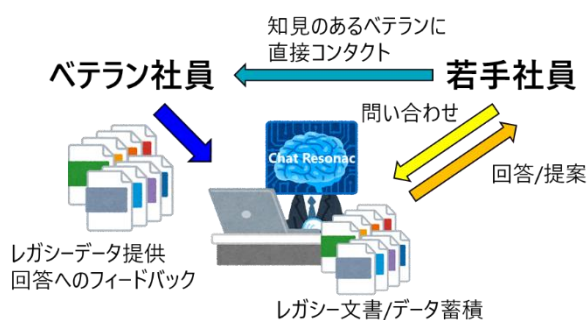 知見のあるベテランに
直接コンタクト
ベテラン社員
若手社員
問い合わせ
Chat Resonac
回答/提案
レガシーデータ提供
回答へのフィードバック
レガシー文書/データ蓄積